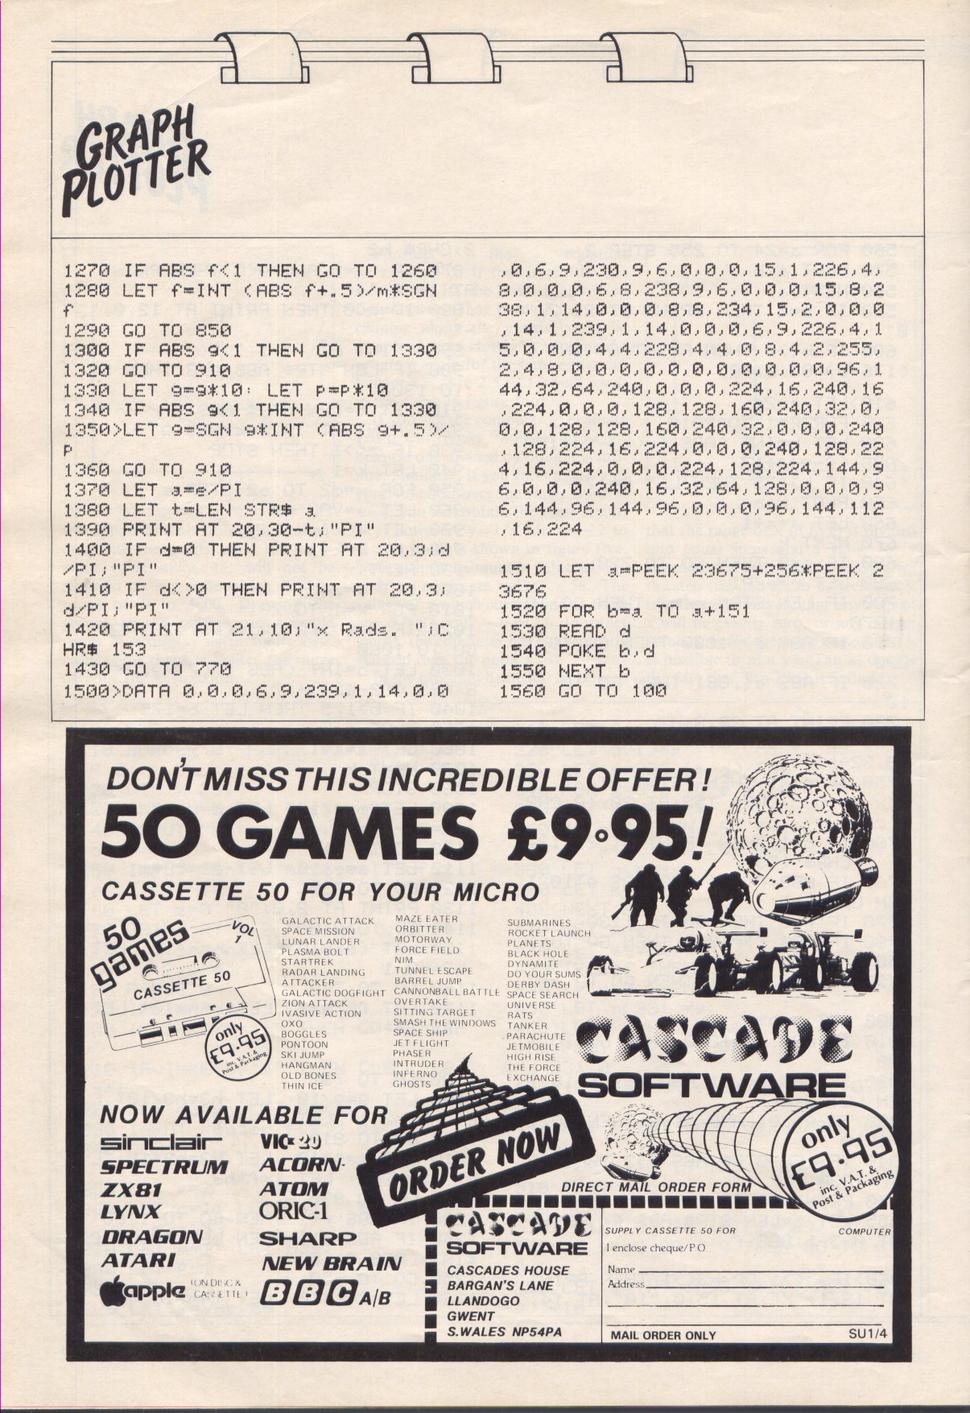 GRAPH
PLOTTER
1270 IF ABS f<1 THEN GO TO 1260
1280 LET f=INT (ABS f+.5)/m*SGN
f
1290 GO TO 850
1300 IF ABS g<1 THEN GO TO 1330
1320 GO TO 910
1330 LET g=g*10: LET p=p*10
1340 IF ABS g<1 THEN GO TO 1330
1350>LET g=SGN g*INT (ABS g+.5)/
p
1360 GO TO 910
1370 LET a=e/PI
1380 LET t=LEN STR$ a
1390 PRINT AT 20,30-t;"PI"
1400 IF d=0 THEN PRINT AT 20,3;d
/PI;"PI"
1410 IF d<>0 THEN PRINT AT 20,3;
d/PI;"PI"
1420 PRINT AT 21,10;"x Rads. ";C
HR$ 153
1430 GO TO 770
1500>DATA 0,0,0,6,9,239,1,14,0,0
,0,6,9,230,9,6,0,0,0,15,1,226,4,
8,0,0,0,6,8,238,9,6,0,0,0,15,8,2
38,1,14,0,0,0,8,8,234,15,2,0,0,0
,14,1,239,1,14,0,0,0,6,9,226,4,1
5,0,0,0,4,4,228,4,4,0,8,4,2,255,
2,4,8,0,0,0,0,0,0,0,0,0,0,96,1
44,32,64,240,0,0,0,224,16,240,16
,224,0,0,0,128,128,160,240,32,0,
0,0,128,128,160,240,32,0,0,0,240
,128,224,16,224,0,0,0,240,128,22
4,16,224,0,0,0,224,128,224,144,9
6,0,0,0,240,16,32,64,128,0,0,0,9
6,144,96,144,96,0,0,0,96,144,112
,16,224
1510 LET a=PEEK 23675+256*PEEK 2
3676
1520 FOR b=a TO a+151
1530 READ d
1540 POKE b,d
1550 NEXT b
1560 GO TO 100
DON'T MISS THIS INCREDIBLE OFFER!
50 GAMES £9.95!
CASSETTE 50 FOR YOUR MICRO
50
games
VOL
1
CASSETTE 50
only
£9.95
inc. V.A.T. &
Post & Packaging
GALACTIC ATTACK
SPACE MISSION
LUNAR LANDER
PLASMA BOLT
STARTREK
RADAR LANDING
ATTACKER
GALACTIC DOGFIGHT
ZION ATTACK
IVASIVE ACTION
OXO
BOGGLES
PONTOON
SKI JUMP
HANGMAN
OLD BONES
THIN ICE
MAZE EATER
ORBITTER
MOTORWAY
FORCE FIELD
NIM
TUNNEL ESCAPE
BARREL JUMP
CANNONBALL BATTLE
OVERTAKE
SITTING TARGET
SMASH THE WINDOWS
SPACE SHIP
JET FLIGHT
PHASER
INTRUDER
INFERNO
GHOSTS
SUBMARINES
ROCKET LAUNCH
PLANETS
BLACK HOLE
DYNAMITE
DO YOUR SUMS
DERBY DASH
SPACE SEARCH
UNIVERSE
RATS
TANKER
PARACHUTE
JETMOBILE
HIGH RISE
THE FORCE
EXCHANGE
CASCADE
SOFTWARE
NOW AVAILABLE FOR
sinclair
SPECTRUM
ZX81
LYNX
DRAGON
ATARI
apple (ON DISC &
CASSETTE)
VIC 20
ACORN
ATOM
ORIC-1
SHARP
NEW BRAIN
BBC A/B
ORDER NOW
only
£9.95
inc. V.A.T. &
Post & Packaging
DIRECT MAIL ORDER FORM
CASCADE
SOFTWARE
CASCADES HOUSE
BARGAN'S LANE
LLANDOGO
GWENT
S.WALES NP54PA
SUPPLY CASSETTE 50 FOR COMPUTER
I enclose cheque/P.O.
Name
Address
MAIL ORDER ONLY SU1/4